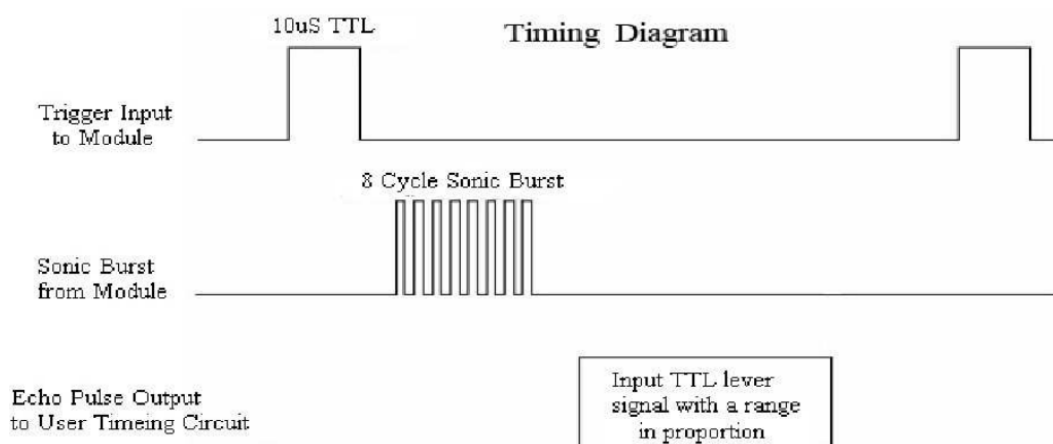 10uS TTL
Timing Diagram
Trigger Input
to Module
8 Cycle Sonic Burst
Sonic Burst
from Module
Echo Pulse Output
to User Timeing Circuit
Input TTL lever
signal with a range
in proportion